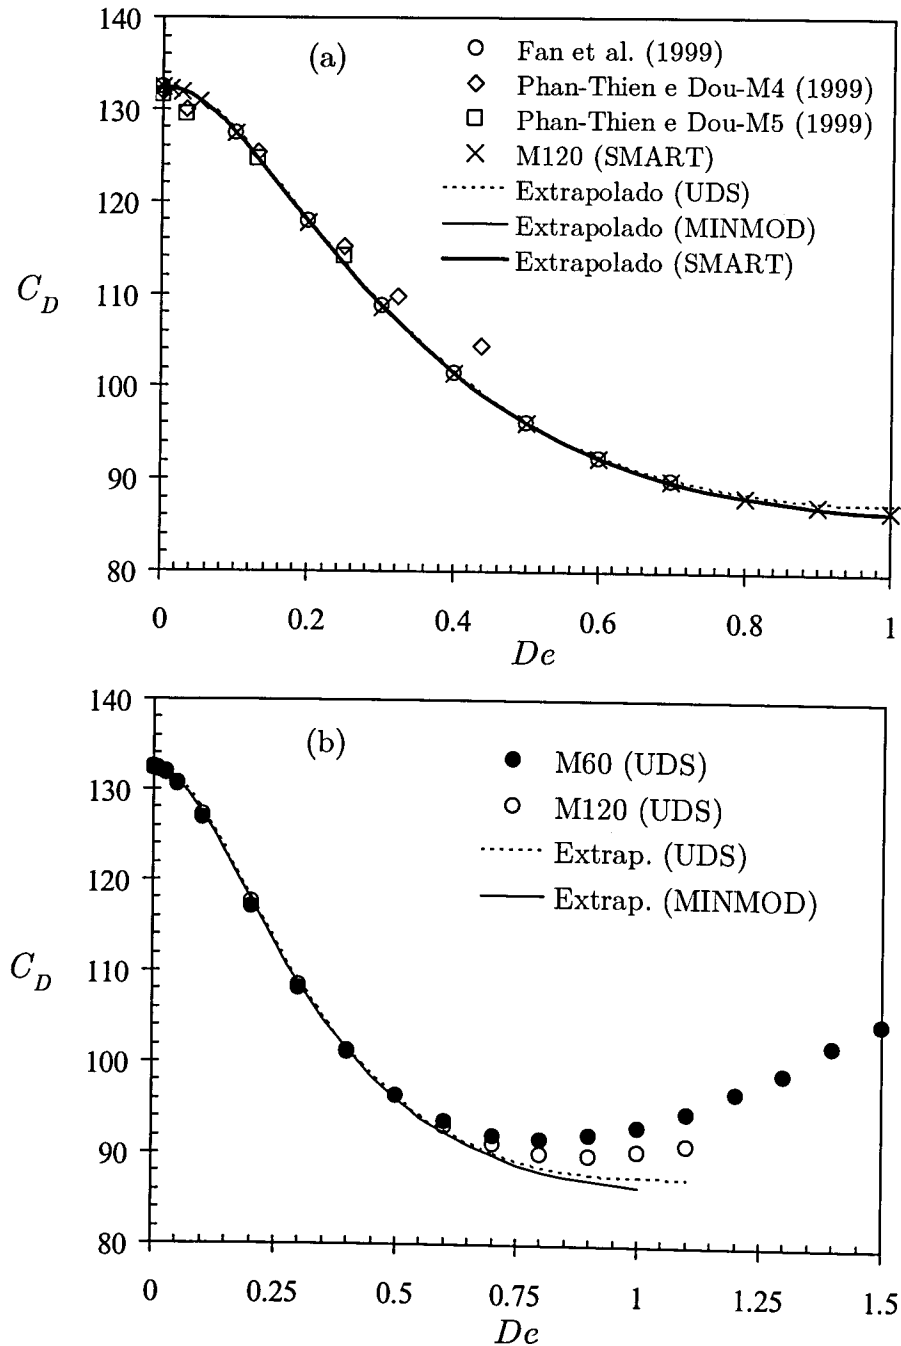 140
(a)
Fan et al. (1999)
Phan-Thien e Dou-M4 (1999)
130
Phan-Thien e Dou-M5 (1999)
M120 (SMART)
120
Extrapolado (UDS)
Extrapolado (MINMOD)
Extrapolado (SMART)
C_D
110
100
90
80
0 0.2 0.4 0.6 0.8 1
De
140
(b)
M60 (UDS)
130
M120 (UDS)
Extrap. (UDS)
120
Extrap. (MINMOD)
C_D
110
100
90
80
0 0.25 0.5 0.75 1 1.25 1.5
De